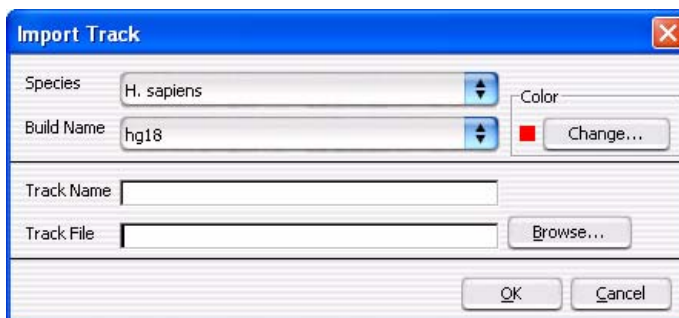 Import Track
Species H. sapiens
Color
Build Name hg18 Change...
Track Name
Track File Browse...
OK Cancel